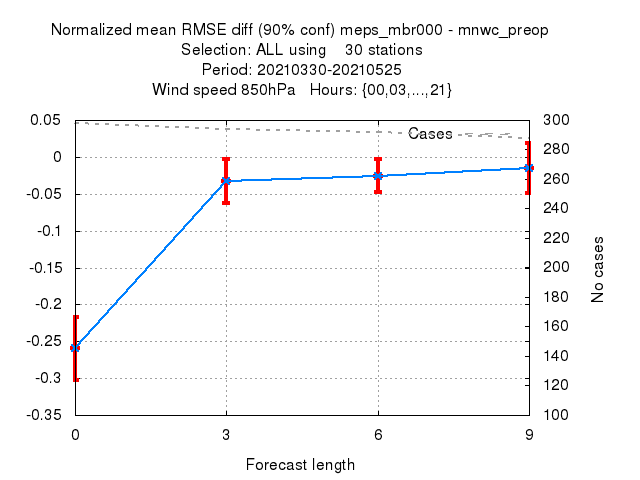 Normalized mean RMSE diff (90% conf) meps_mbr000 - mnwc_preop
Selection: ALL using    30 stations
Period: 20210330-20210525
Wind speed 850hPa   Hours: {00,03,...,21}
0.05
0
-0.05
-0.1
-0.15
-0.2
-0.25
-0.3
-0.35
Cases
300
280
260
240
220
200
180
160
140
120
100
No cases
0 3 6 9
Forecast length